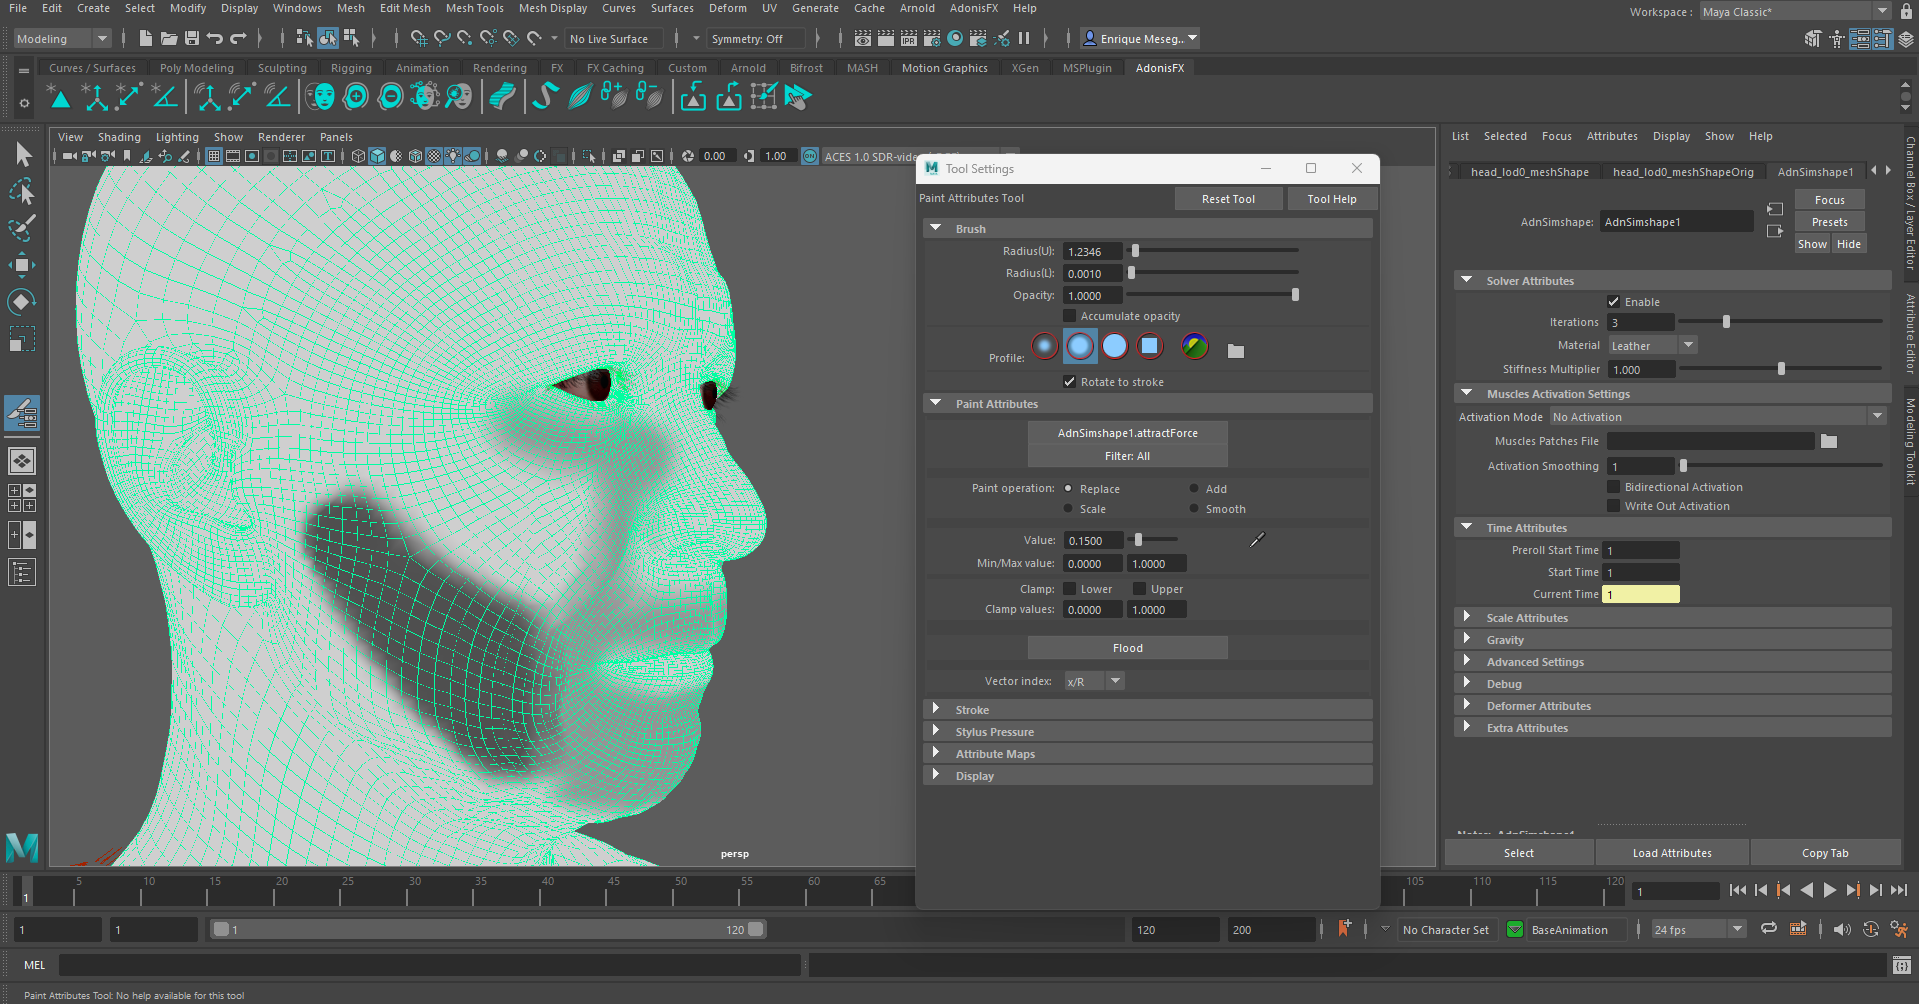 File Edit Create Select Modify Display Windows Mesh Edit Mesh Mesh Tools Mesh Display Curves Surfaces Deform UV Generate Cache Arnold AdonisFX Help
Workspace : Maya Classic*
Modeling No Live Surface Symmetry: Off IPR Enrique Meseg...
Curves / Surfaces Poly Modeling Sculpting Rigging Animation Rendering FX FX Caching Custom Arnold Bifrost MASH Motion Graphics XGen MSPlugin AdonisFX
View Shading Lighting Show Renderer Panels
0.00 1.00 ACES 1.0 SDR-vide
persp
Tool Settings
Paint Attributes Tool Reset Tool Tool Help
Brush
Radius(U): 1.2346
Radius(L): 0.0010
Opacity: 1.0000
Accumulate opacity
Profile:
Rotate to stroke
Paint Attributes
AdnSimshape1.attractForce
Filter: All
Paint operation: Replace Add
Scale Smooth
Value: 0.1500
Min/Max value: 0.0000 1.0000
Clamp: Lower Upper
Clamp values: 0.0000 1.0000
Flood
Vector index: x/R
Stroke
Stylus Pressure
Attribute Maps
Display
List Selected Focus Attributes Display Show Help
head_lod0_meshShape head_lod0_meshShapeOrig AdnSimshape1
Focus
AdnSimshape: AdnSimshape1 Presets
Show Hide
Solver Attributes
Enable
Iterations 3
Material Leather
Stiffness Multiplier 1.000
Muscles Activation Settings
Activation Mode No Activation
Muscles Patches File
Activation Smoothing 1
Bidirectional Activation
Write Out Activation
Time Attributes
Preroll Start Time 1
Start Time 1
Current Time 1
Scale Attributes
Gravity
Advanced Settings
Debug
Deformer Attributes
Extra Attributes
Notes: AdnSimshape1
Select Load Attributes Copy Tab
Channel Box / Layer Editor
Attribute Editor
Modeling Toolkit
1 5 10 15 20 25 30 35 40 45 50 55 60 65 105 110 115 120 1
1 1 1 120 120 200 No Character Set BaseAnimation 24 fps
MEL
Paint Attributes Tool: No help available for this tool